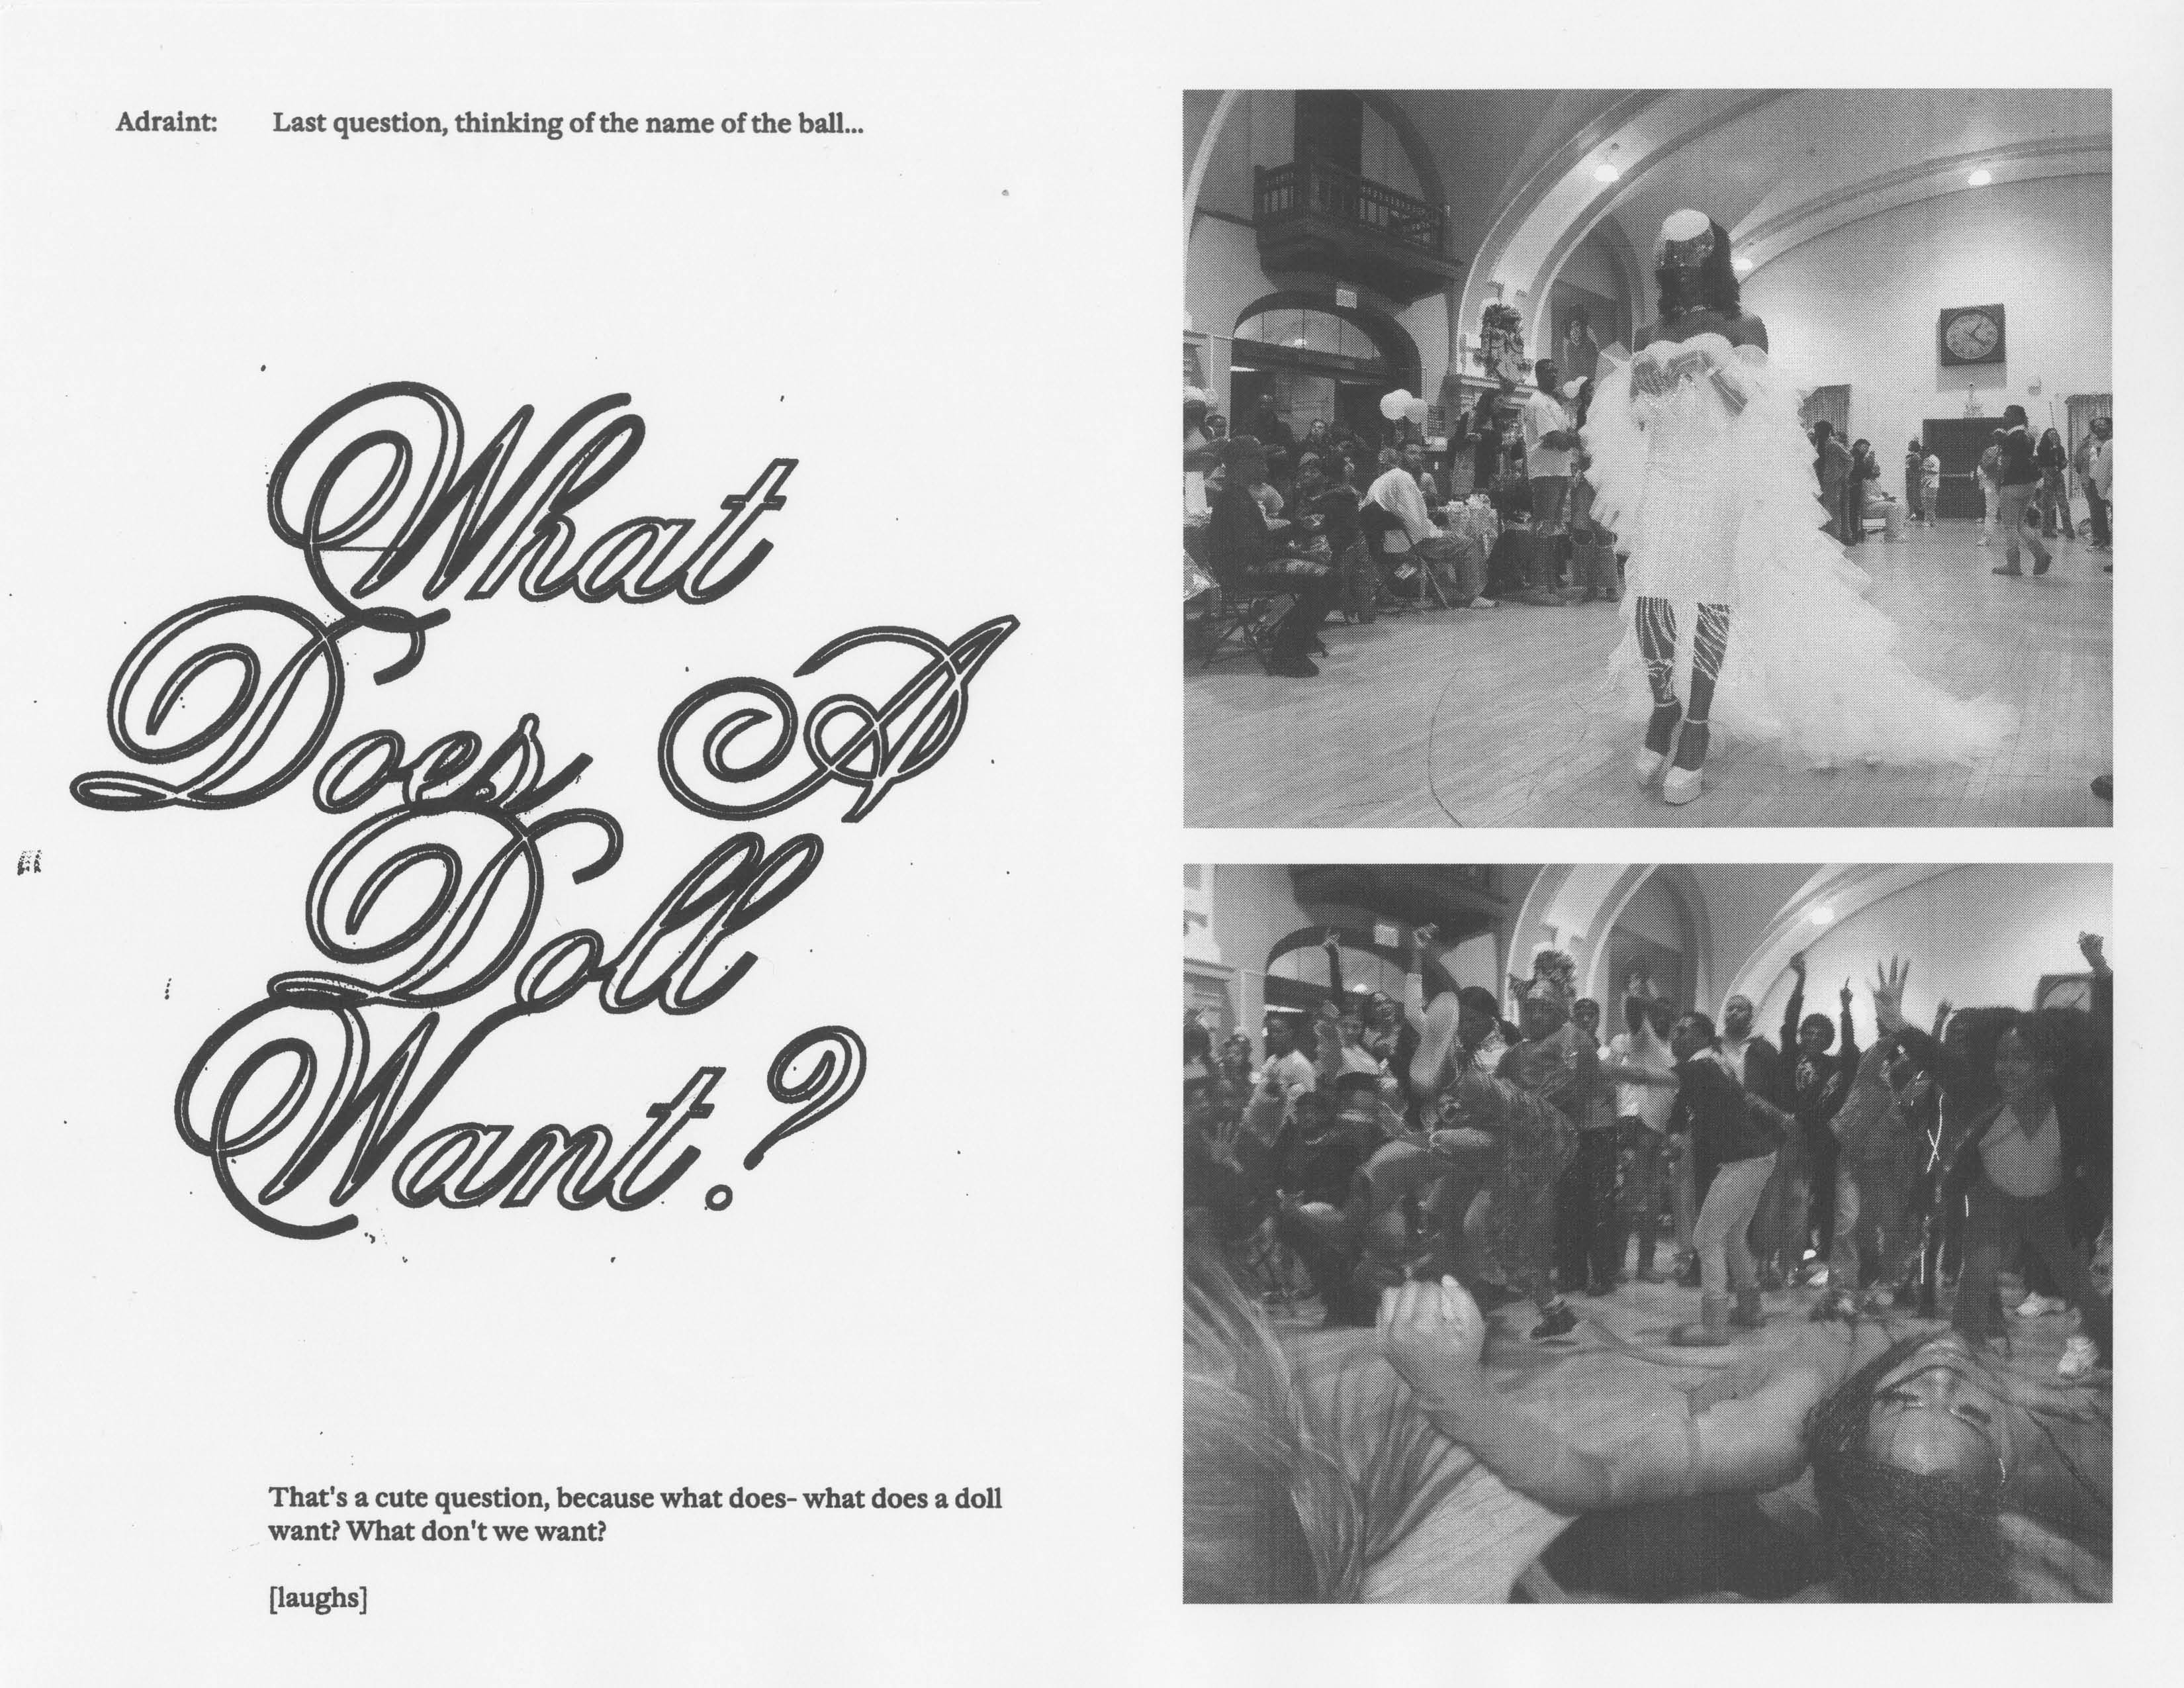 Adraint: Last question, thinking of the name of the ball...
What
Does A
Doll
Want?
That's a cute question, because what does- what does a doll
want? What don't we want?
[laughs]